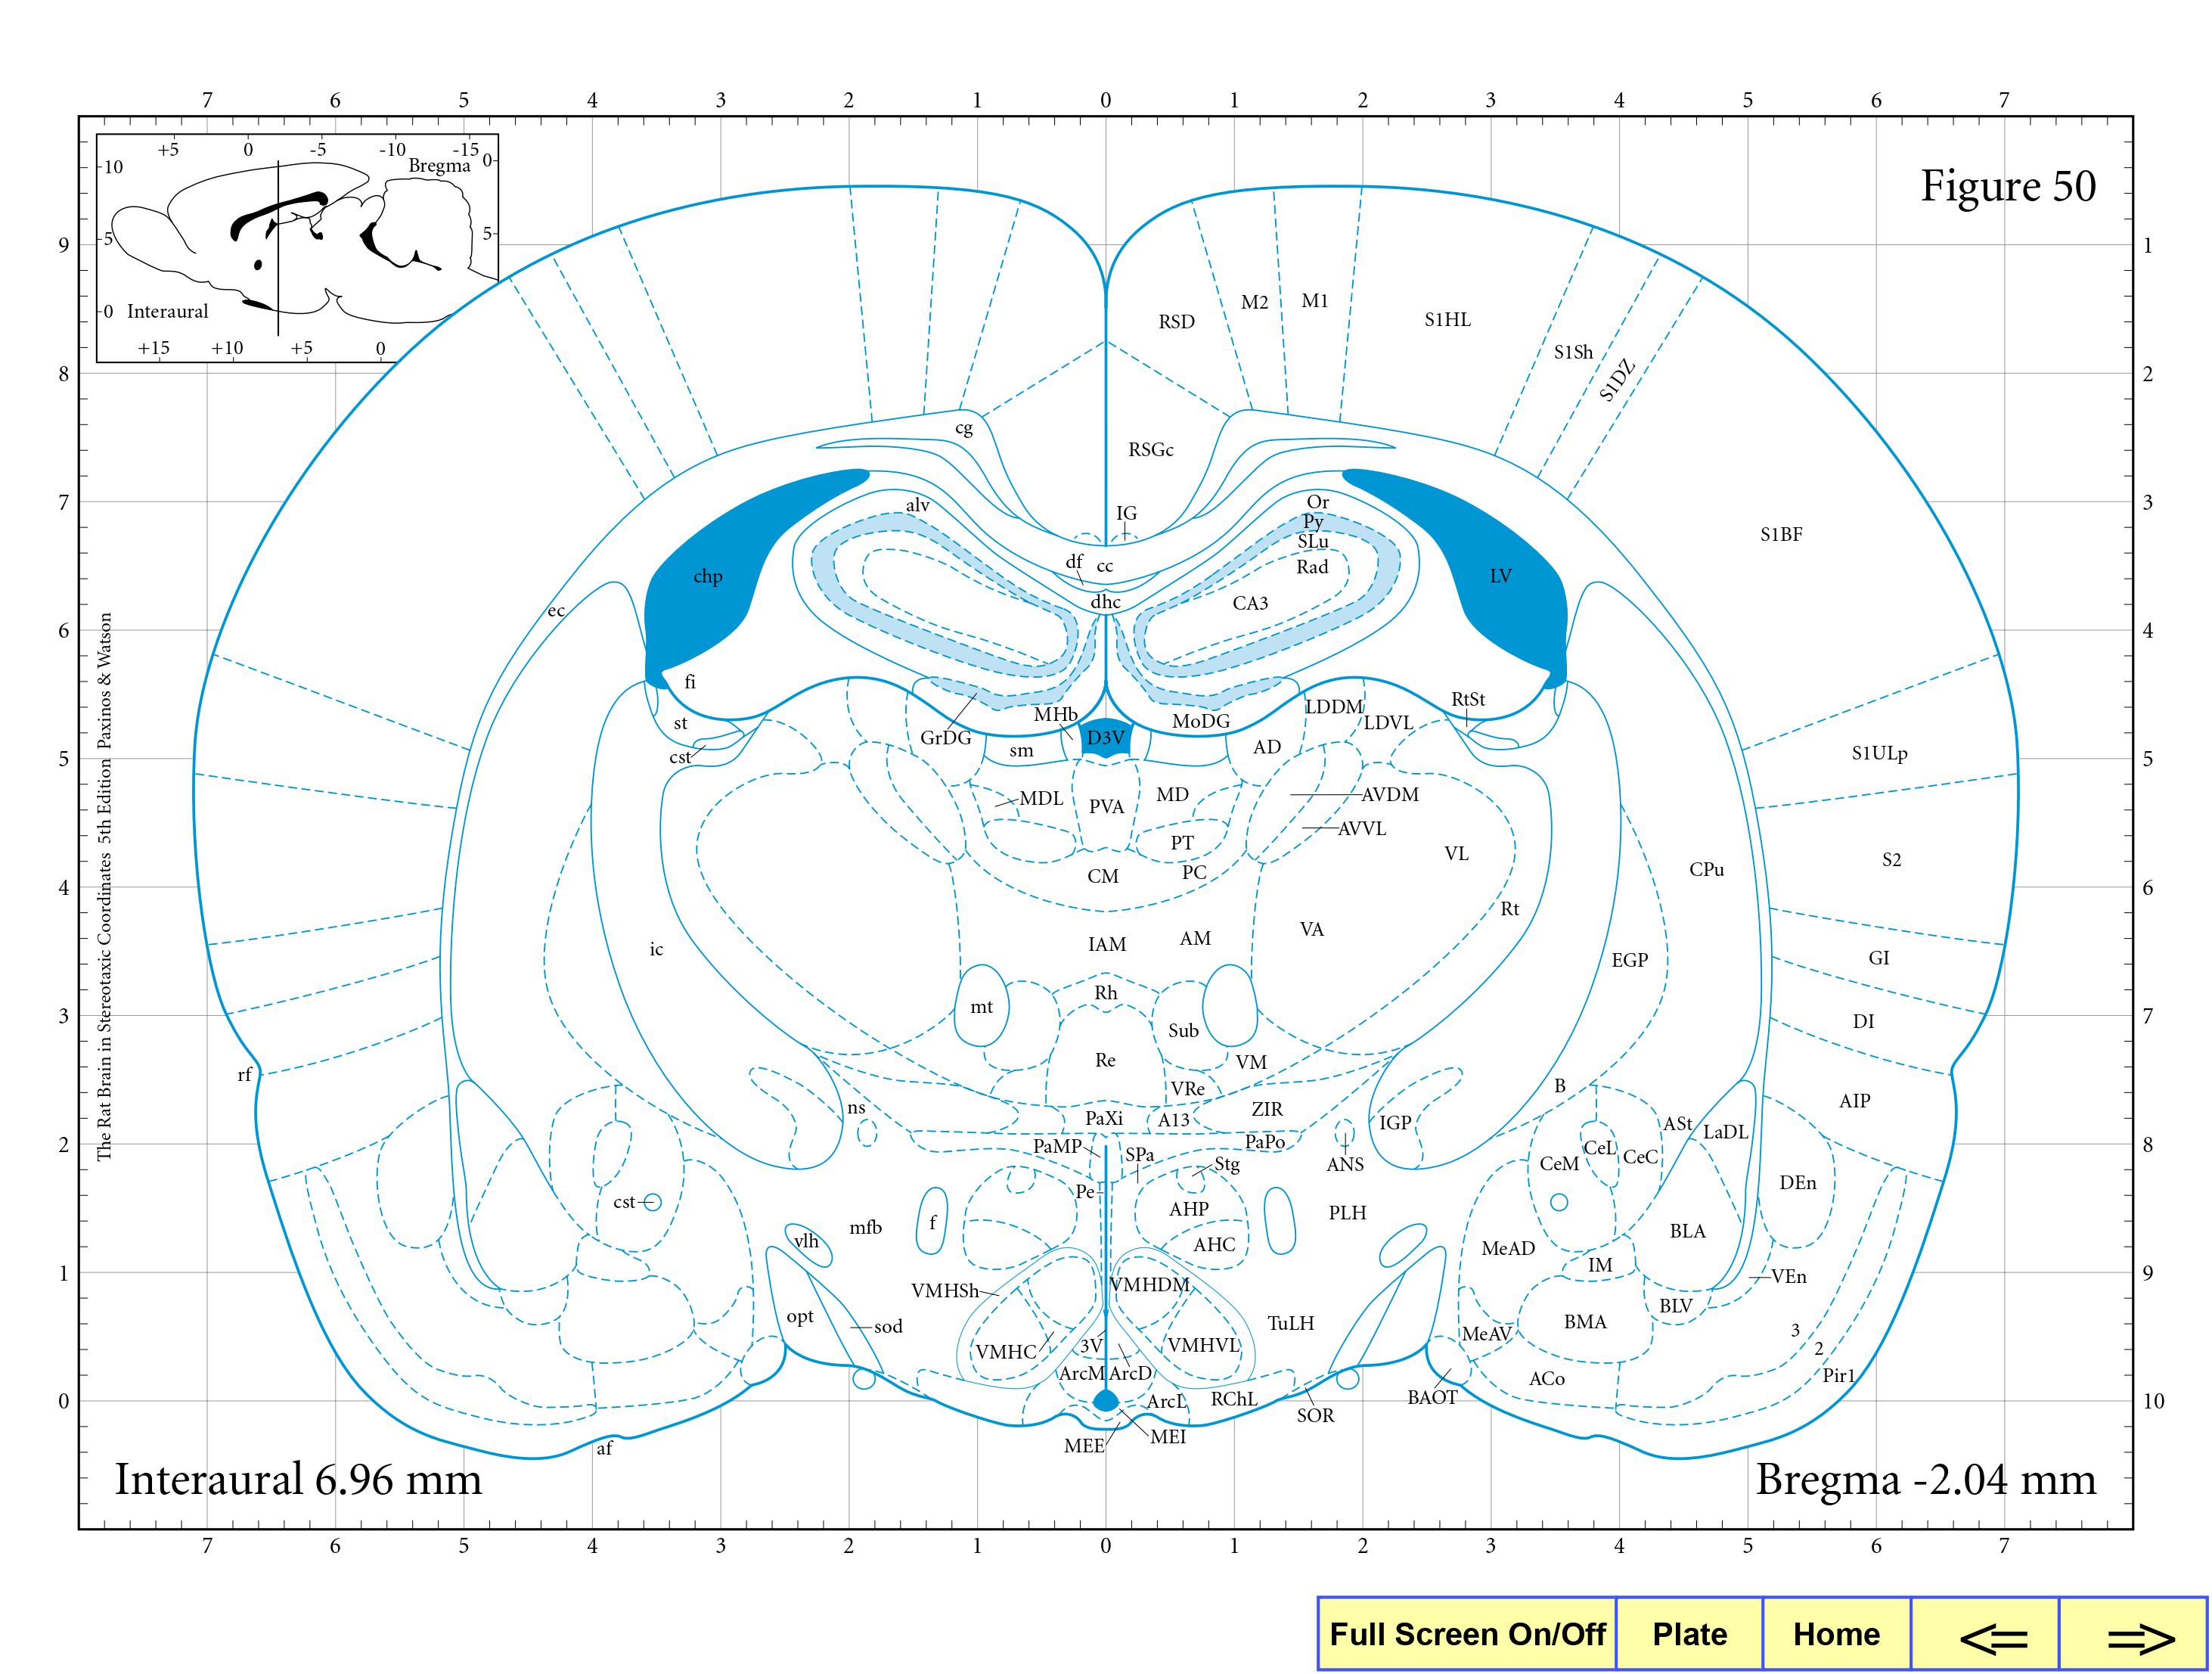 7 6 5 4 3 2 1 0 1 2 3 4 5 6 7
+5 0 -5 -10 -15
Bregma
0
10
5
5
0 Interaural
+15 +10 +5 0
Figure 50
9 1
8 2
7 3
6 4
5 5
4 6
3 7
2 8
1 9
0 10
The Rat Brain in Stereotaxic Coordinates 5th Edition Paxinos & Watson
RSD
M2
M1
S1HL
S1Sh
S1DZ
cg
RSGc
alv
IG
Or
Py
SLu
Rad
S1BF
chp
df
cc
LV
ec
dhc
CA3
fi
st
cst
GrDG
MHb
sm
D3V
MoDG
LDDM
LDVL
RtSt
AD
S1ULp
MDL
PVA
MD
AVDM
AVVL
PT
VL
CM
PC
CPu
S2
Rt
ic
IAM
AM
VA
EGP
GI
mt
Rh
Sub
DI
Re
VM
rf
VRe
B
AIP
ns
PaXi
A13
ZIR
IGP
ASt
LaDL
PaMP
SPa
PaPo
Stg
ANS
CeM
CeL
CeC
DEn
cst
Pe
AHP
PLH
mfb
f
vlh
AHC
MeAD
BLA
IM
VEn
VMHSh
VMHDM
opt
sod
TuLH
BLV
BMA
MeAV
3
2
Pir1
VMHC
3V
VMHVL
ArcM
ArcD
ACo
ArcL
RChL
SOR
BAOT
MEE
MEI
af
Interaural 6.96 mm
Bregma -2.04 mm
7 6 5 4 3 2 1 0 1 2 3 4 5 6 7
Full Screen On/Off Plate Home <= =>